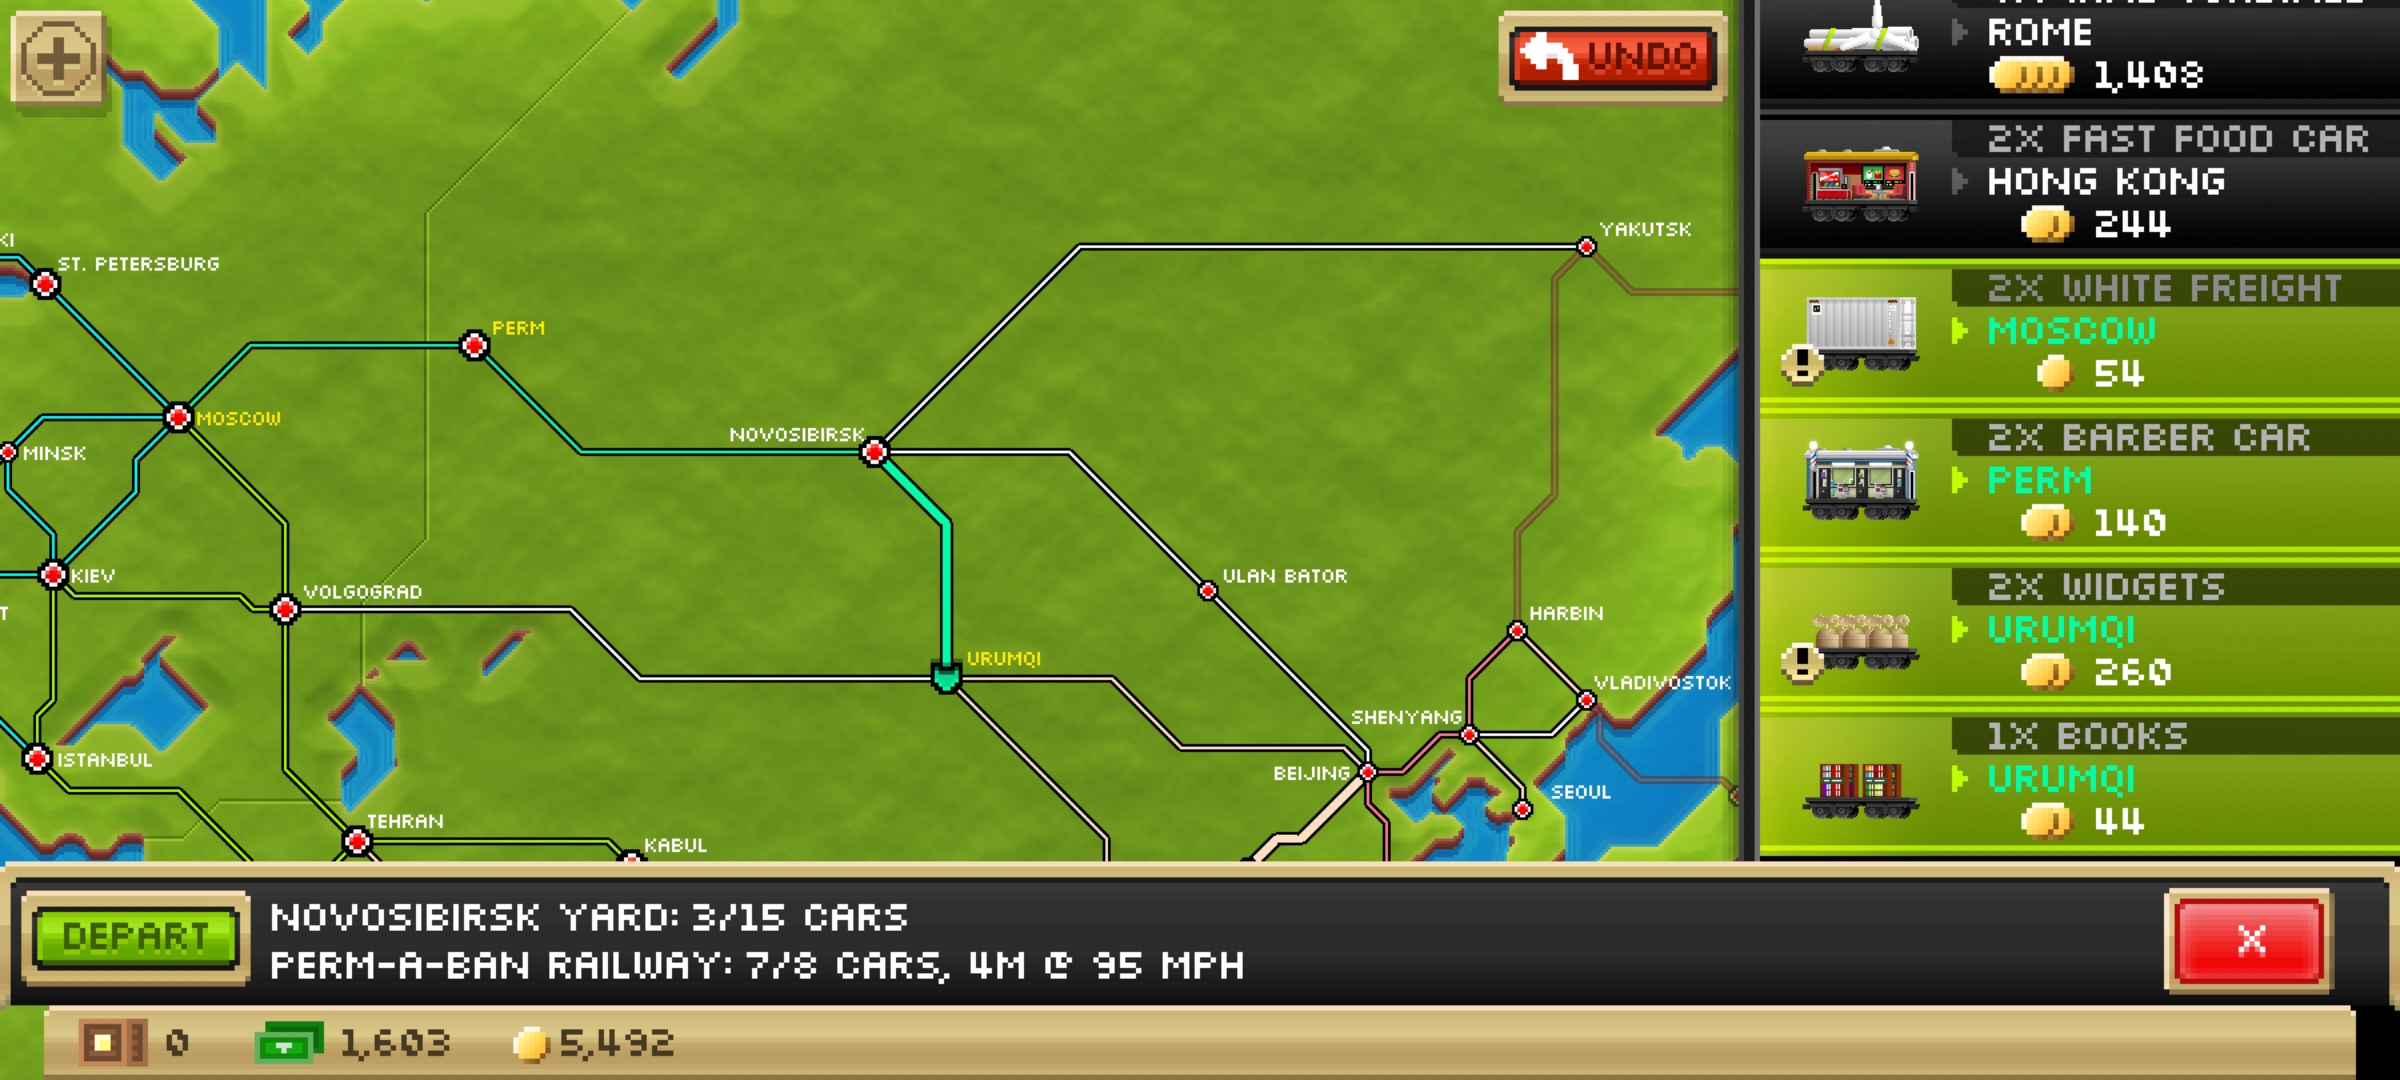 UNDO
ROME
1,408
2X FAST FOOD CAR
HONG KONG
244
2X WHITE FREIGHT
MOSCOW
54
2X BARBER CAR
PERM
140
2X WIDGETS
URUMQI
260
1X BOOKS
URUMQI
44
YAKUTSK
KI
ST. PETERSBURG
PERM
MOSCOW
NOVOSIBIRSK
MINSK
KIEV
ULAN BATOR
VOLGOGRAD
T
HARBIN
URUMQI
VLADIVOSTOK
SHENYANG
ISTANBUL
BEIJING
SEOUL
TEHRAN
KABUL
DEPART
NOVOSIBIRSK YARD: 3/15 CARS
PERM-A-BAN RAILWAY: 7/8 CARS, 4M @ 95 MPH
X
0
1,603
5,492